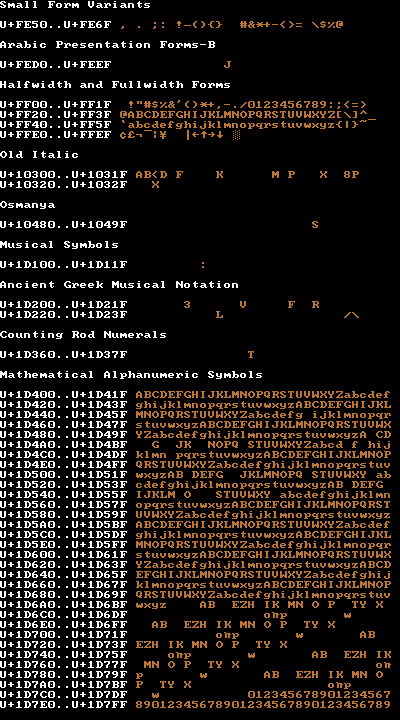 Small Form Variants
U+FE50..U+FE6F , . ;: !-(){}  #&*+-<>= \$%@
Arabic Presentation Forms-B
U+FED0..U+FEEF J
Halfwidth and Fullwidth Forms
U+FF00..U+FF1F !"#$%&'()*+,-./0123456789:;<=>
U+FF20..U+FF3F @ABCDEFGHIJKLMNOPQRSTUVWXYZ[\]^_
U+FF40..U+FF5F `abcdefghijklmnopqrstuvwxyz{|}~
U+FFE0..U+FFEF ¢£¬¯¦¥  |←↑→↓ ░
Old Italic
U+10300..U+1031F AB<D F    K      M P   X  8P
U+10320..U+1032F X
Osmanya
U+10480..U+1049F S
Musical Symbols
U+1D100..U+1D11F :
Ancient Greek Musical Notation
U+1D200..U+1D21F 3      V     F  R
U+1D220..U+1D23F L               /\
Counting Rod Numerals
U+1D360..U+1D37F T
Mathematical Alphanumeric Symbols
U+1D400..U+1D41F ABCDEFGHIJKLMNOPQRSTUVWXYZabcdef
U+1D420..U+1D43F ghijklmnopqrstuvwxyzABCDEFGHIJKL
U+1D440..U+1D45F MNOPQRSTUVWXYZabcdefg ijklmnopqr
U+1D460..U+1D47F stuvwxyzABCDEFGHIJKLMNOPQRSTUVWX
U+1D480..U+1D49F YZabcdefghijklmnopqrstuvwxyzA CD
U+1D4A0..U+1D4BF   G  JK  NOPQ STUVWXYZabcd f hij
U+1D4C0..U+1D4DF klmn pqrstuvwxyzABCDEFGHIJKLMNOP
U+1D4E0..U+1D4FF QRSTUVWXYZabcdefghijklmnopqrstuv
U+1D500..U+1D51F wxyzAB DEFG  JKLMNOPQ STUVWXY ab
U+1D520..U+1D53F cdefghijklmnopqrstuvwxyzAB DEFG
U+1D540..U+1D55F IJKLM O   STUVWXY abcdefghijklmn
U+1D560..U+1D57F opqrstuvwxyzABCDEFGHIJKLMNOPQRST
U+1D580..U+1D59F UVWXYZabcdefghijklmnopqrstuvwxyz
U+1D5A0..U+1D5BF ABCDEFGHIJKLMNOPQRSTUVWXYZabcdef
U+1D5C0..U+1D5DF ghijklmnopqrstuvwxyzABCDEFGHIJKL
U+1D5E0..U+1D5FF MNOPQRSTUVWXYZabcdefghijklmnopqr
U+1D600..U+1D61F stuvwxyzABCDEFGHIJKLMNOPQRSTUVWX
U+1D620..U+1D63F YZabcdefghijklmnopqrstuvwxyzABCD
U+1D640..U+1D65F EFGHIJKLMNOPQRSTUVWXYZabcdefghij
U+1D660..U+1D67F klmnopqrstuvwxyzABCDEFGHIJKLMNOP
U+1D680..U+1D69F QRSTUVWXYZabcdefghijklmnopqrstuv
U+1D6A0..U+1D6BF wxyz    AB  EZH IK MN O P  TY X
U+1D6C0..U+1D6DF onp       w
U+1D6E0..U+1D6FF   AB  EZH IK MN O P  TY X
U+1D700..U+1D71F onp       w         AB
U+1D720..U+1D73F EZH IK MN O P  TY X
U+1D740..U+1D75F onp       w         AB  EZH IK
U+1D760..U+1D77F  MN O P  TY X                 on
U+1D780..U+1D79F p       w         AB  EZH IK MN
U+1D7A0..U+1D7BF  O P  TY X                 onp
U+1D7C0..U+1D7DF   w           012345678901234567
U+1D7E0..U+1D7FF 89012345678901234567890123456789